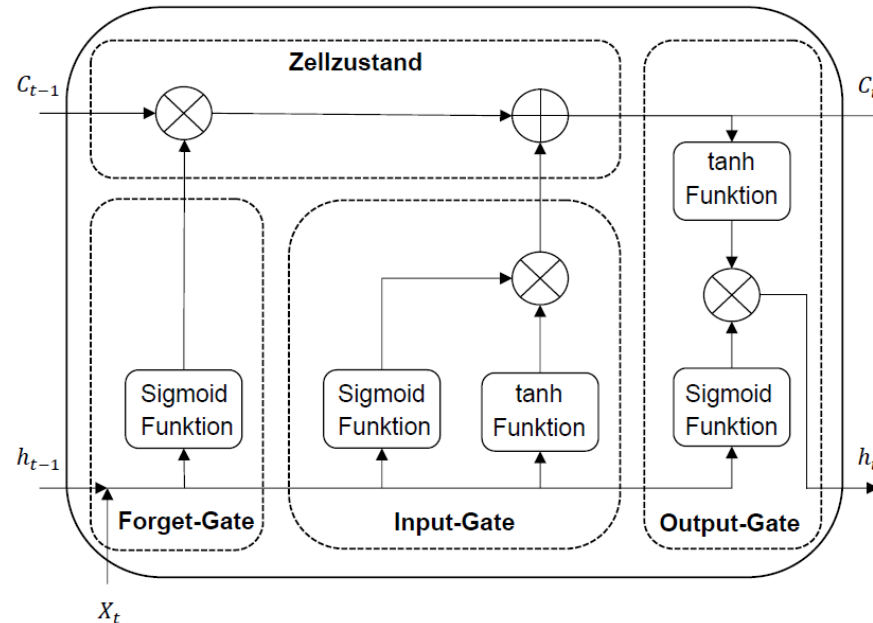 Zellzustand
C_{t-1}
C_t
tanh
Funktion
Sigmoid
Funktion
Sigmoid
Funktion
tanh
Funktion
Sigmoid
Funktion
h_{t-1}
h_t
Forget-Gate
Input-Gate
Output-Gate
X_t